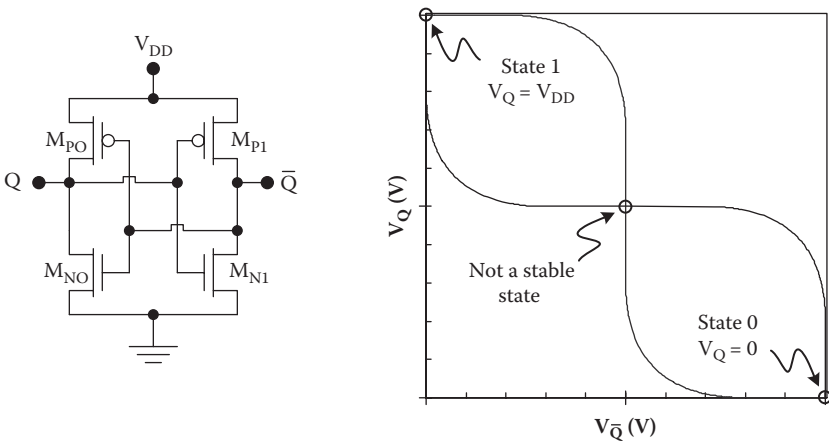 V_DD
M_PO
M_P1
Q
Q̅
M_NO
M_N1
V_Q (V)
State 1
V_Q = V_DD
Not a stable
state
State 0
V_Q = 0
V_Q̅ (V)